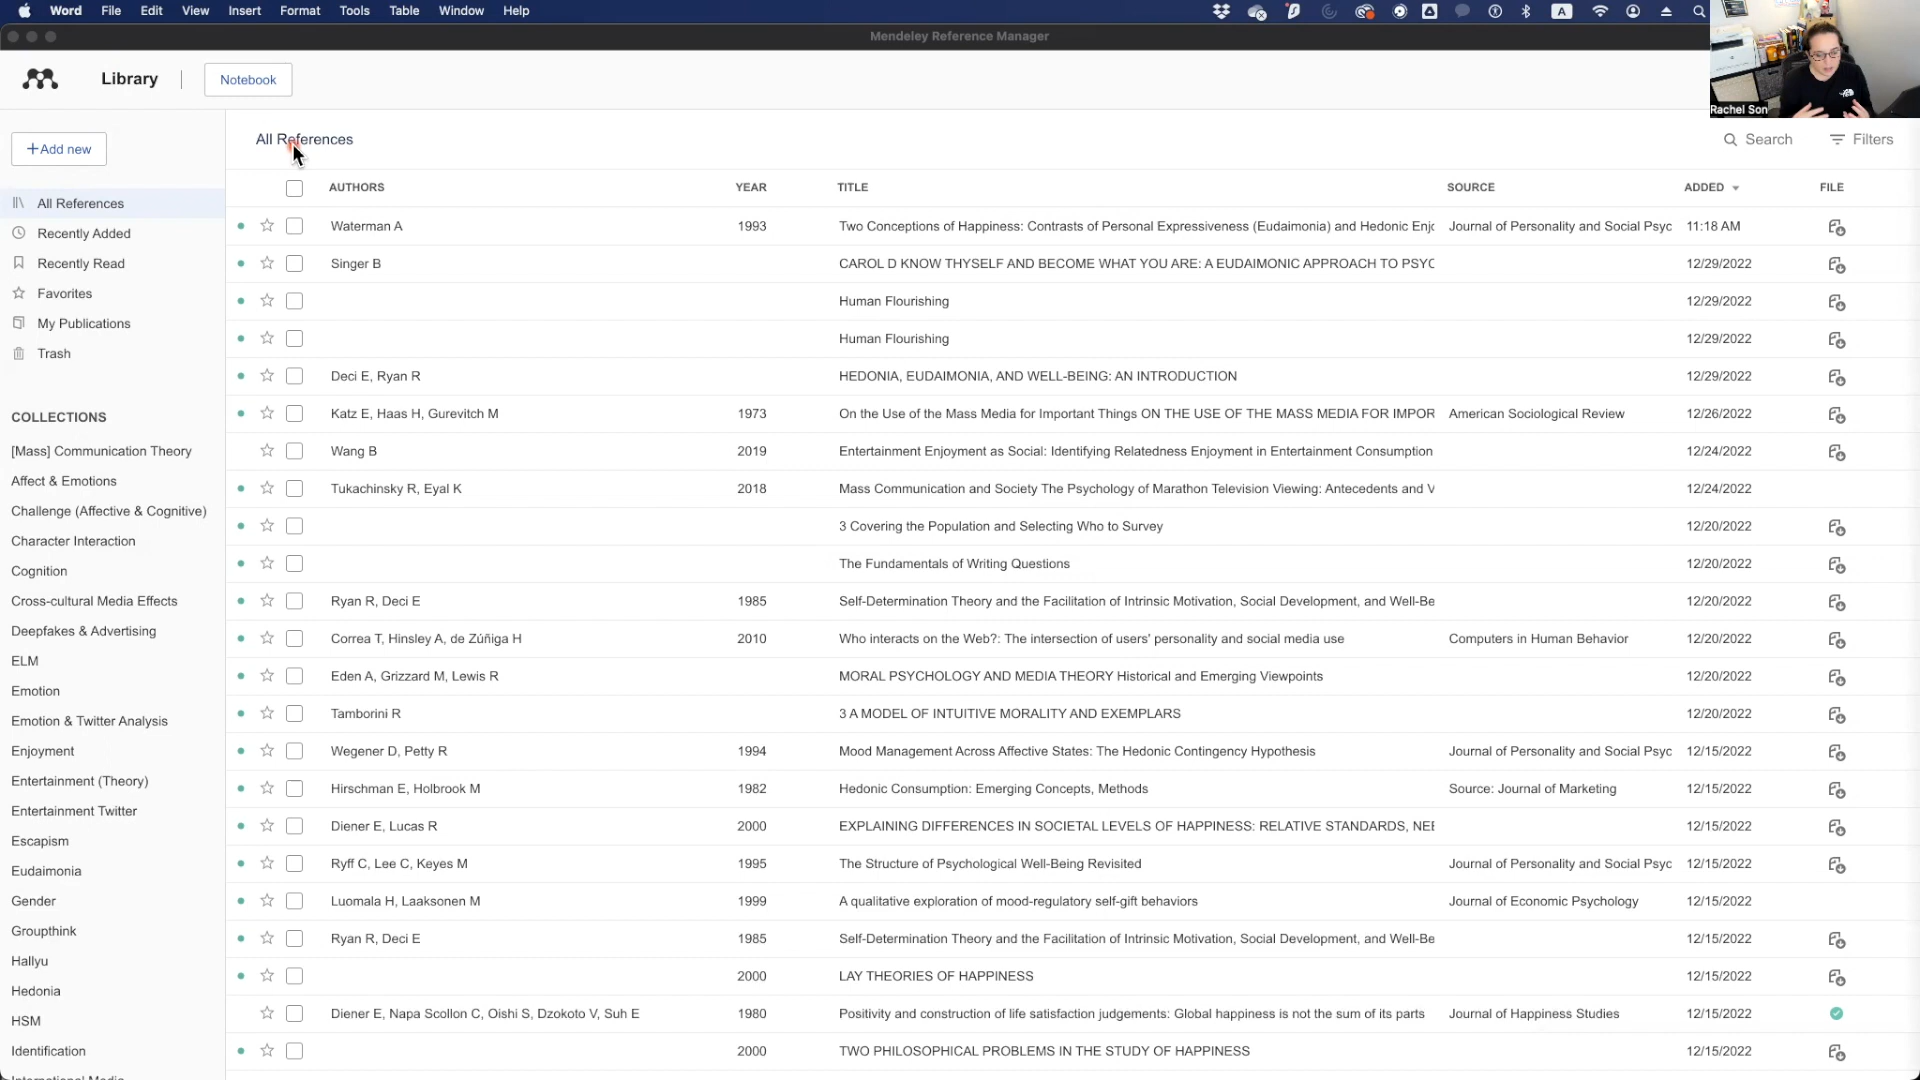 Word File Edit View Insert Format Tools Table Window Help
Mendeley Reference Manager
Library Notebook
Rachel Son
+Add new
All References
Search Filters
AUTHORS YEAR TITLE SOURCE ADDED FILE
All References
Recently Added
Recently Read
Favorites
My Publications
Trash
COLLECTIONS
[Mass] Communication Theory
Affect & Emotions
Challenge (Affective & Cognitive)
Character Interaction
Cognition
Cross-cultural Media Effects
Deepfakes & Advertising
ELM
Emotion
Emotion & Twitter Analysis
Enjoyment
Entertainment (Theory)
Entertainment Twitter
Escapism
Eudaimonia
Gender
Groupthink
Hallyu
Hedonia
HSM
Identification
International Media
Waterman A 1993 Two Conceptions of Happiness: Contrasts of Personal Expressiveness (Eudaimonia) and Hedonic Enjc Journal of Personality and Social Psyc 11:18 AM
Singer B CAROL D KNOW THYSELF AND BECOME WHAT YOU ARE: A EUDAIMONIC APPROACH TO PSYC 12/29/2022
Human Flourishing 12/29/2022
Human Flourishing 12/29/2022
Deci E, Ryan R HEDONIA, EUDAIMONIA, AND WELL-BEING: AN INTRODUCTION 12/29/2022
Katz E, Haas H, Gurevitch M 1973 On the Use of the Mass Media for Important Things ON THE USE OF THE MASS MEDIA FOR IMPOR American Sociological Review 12/26/2022
Wang B 2019 Entertainment Enjoyment as Social: Identifying Relatedness Enjoyment in Entertainment Consumption 12/24/2022
Tukachinsky R, Eyal K 2018 Mass Communication and Society The Psychology of Marathon Television Viewing: Antecedents and V 12/24/2022
3 Covering the Population and Selecting Who to Survey 12/20/2022
The Fundamentals of Writing Questions 12/20/2022
Ryan R, Deci E 1985 Self-Determination Theory and the Facilitation of Intrinsic Motivation, Social Development, and Well-Be 12/20/2022
Correa T, Hinsley A, de Zúñiga H 2010 Who interacts on the Web?: The intersection of users' personality and social media use Computers in Human Behavior 12/20/2022
Eden A, Grizzard M, Lewis R MORAL PSYCHOLOGY AND MEDIA THEORY Historical and Emerging Viewpoints 12/20/2022
Tamborini R 3 A MODEL OF INTUITIVE MORALITY AND EXEMPLARS 12/20/2022
Wegener D, Petty R 1994 Mood Management Across Affective States: The Hedonic Contingency Hypothesis Journal of Personality and Social Psyc 12/15/2022
Hirschman E, Holbrook M 1982 Hedonic Consumption: Emerging Concepts, Methods Source: Journal of Marketing 12/15/2022
Diener E, Lucas R 2000 EXPLAINING DIFFERENCES IN SOCIETAL LEVELS OF HAPPINESS: RELATIVE STANDARDS, NEE 12/15/2022
Ryff C, Lee C, Keyes M 1995 The Structure of Psychological Well-Being Revisited Journal of Personality and Social Psyc 12/15/2022
Luomala H, Laaksonen M 1999 A qualitative exploration of mood-regulatory self-gift behaviors Journal of Economic Psychology 12/15/2022
Ryan R, Deci E 1985 Self-Determination Theory and the Facilitation of Intrinsic Motivation, Social Development, and Well-Be 12/15/2022
2000 LAY THEORIES OF HAPPINESS 12/15/2022
Diener E, Napa Scollon C, Oishi S, Dzokoto V, Suh E 1980 Positivity and construction of life satisfaction judgements: Global happiness is not the sum of its parts Journal of Happiness Studies 12/15/2022
2000 TWO PHILOSOPHICAL PROBLEMS IN THE STUDY OF HAPPINESS 12/15/2022